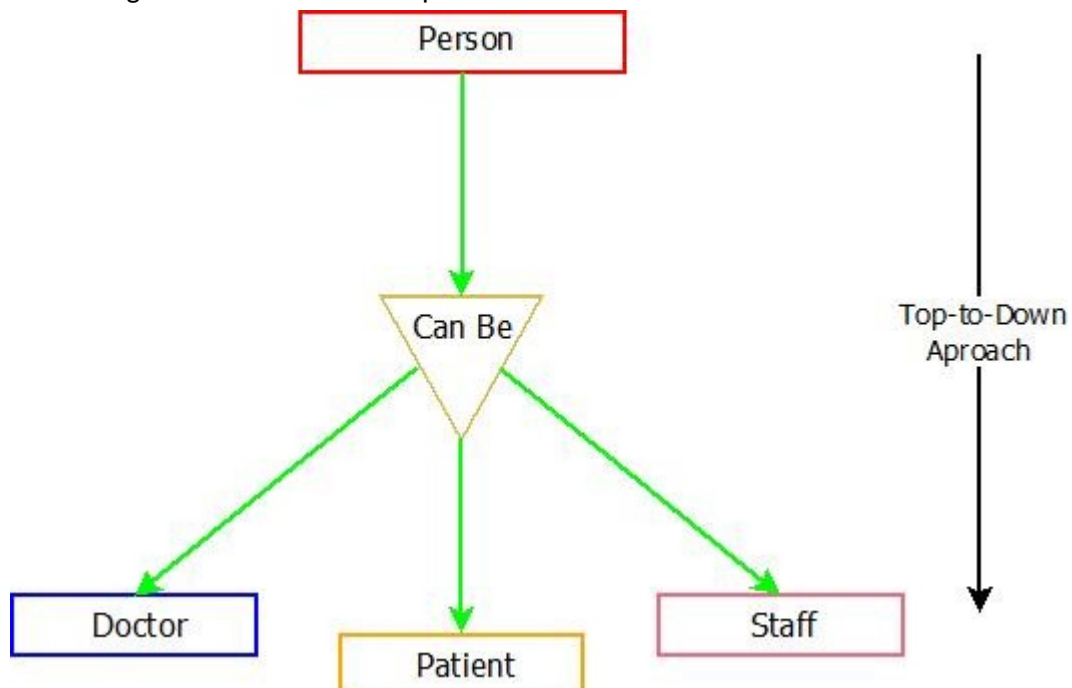 Person
Can Be
Top-to-Down
Aproach
Doctor
Staff
Patient